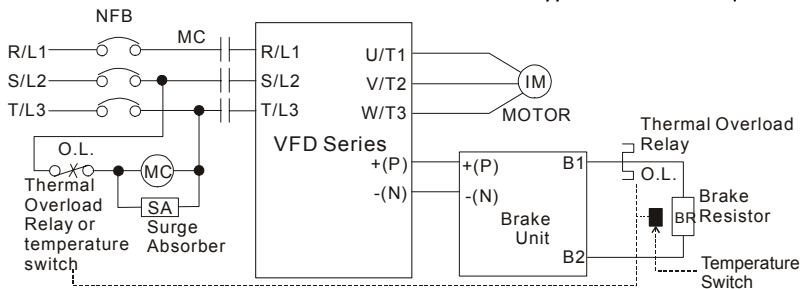 NFB
MC
R/L1
R/L1
U/T1
S/L2
S/L2
V/T2
IM
T/L3
T/L3
W/T3
MOTOR
VFD Series
O.L.
MC
SA
Thermal
Overload
Relay or
temperature
switch
Surge
Absorber
+(P)
-(N)
+(P)
-(N)
B1
B2
Brake
Unit
Thermal Overload
Relay
O.L.
BR
Brake
Resistor
Temperature
Switch